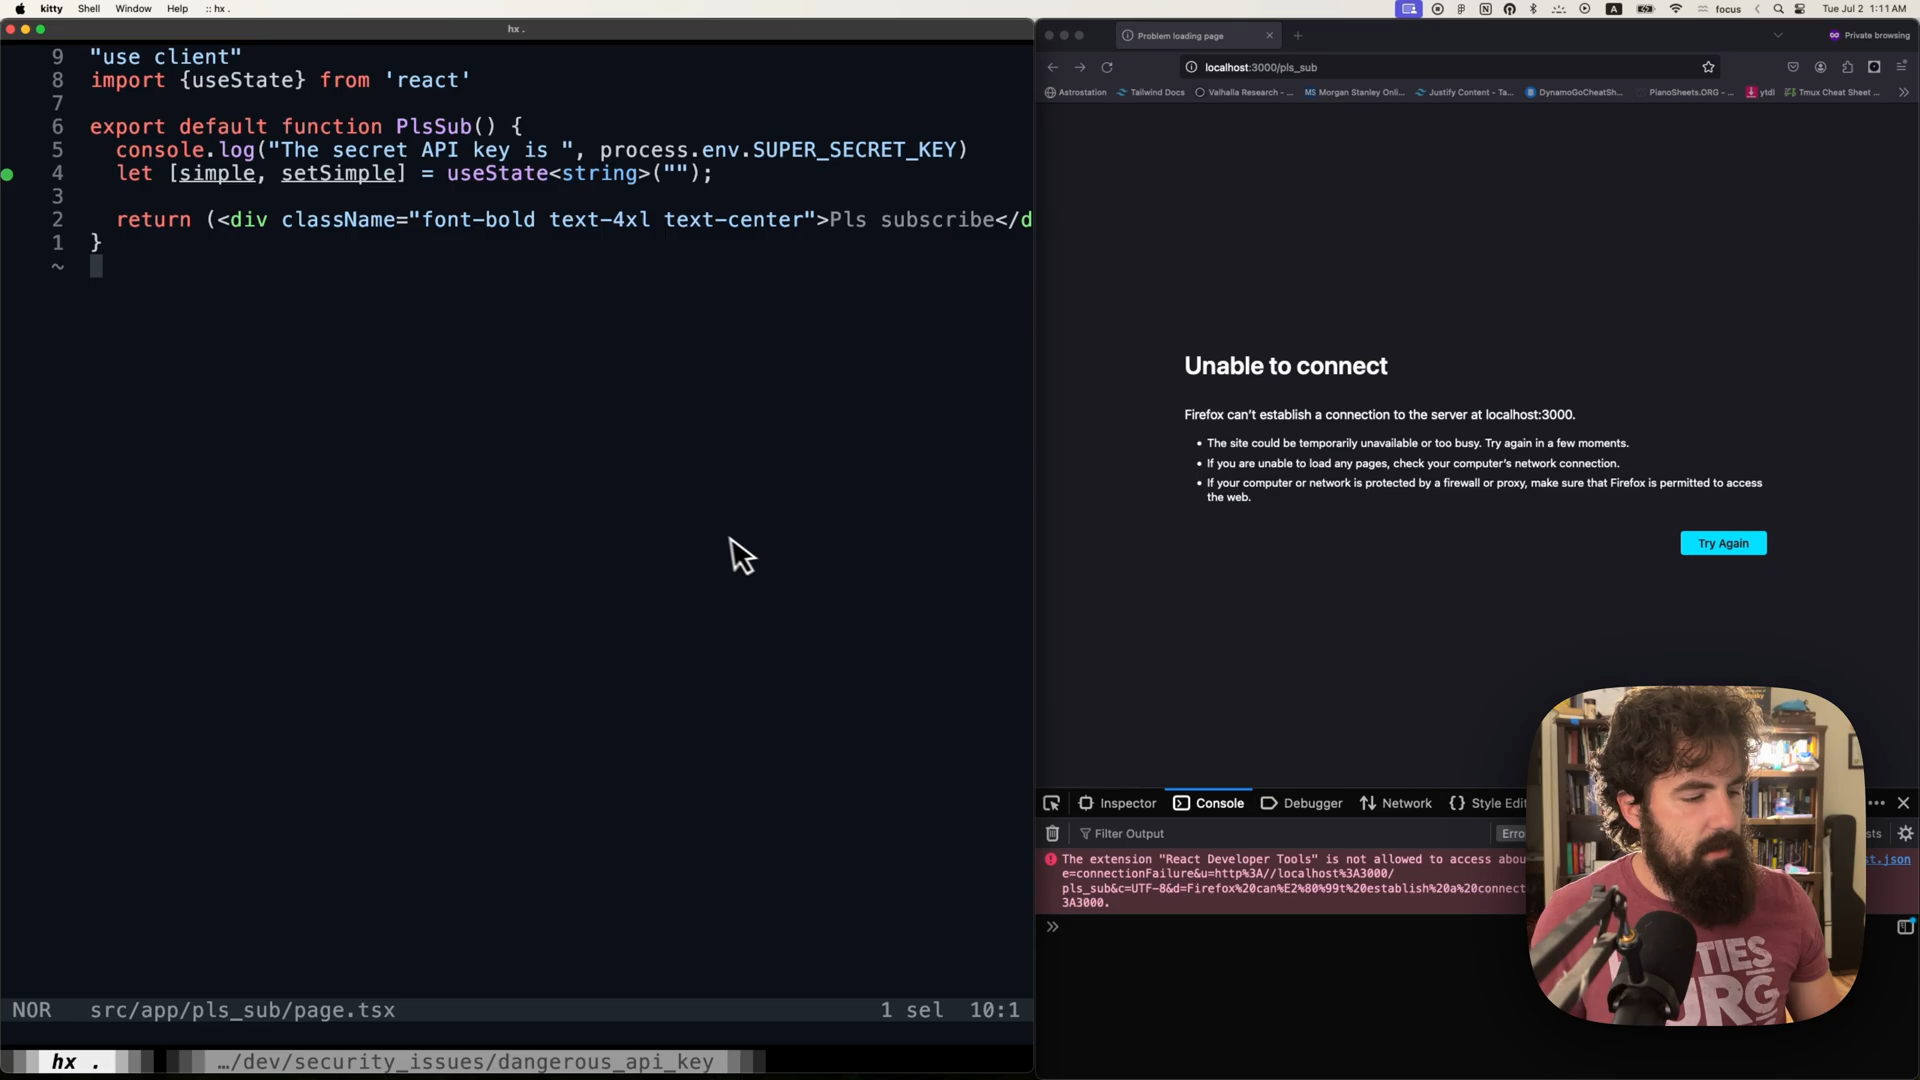 kitty Shell Window Help :: hx .
focus Tue Jul 2 1:11 AM
hx .
9 "use client"
8 import {useState} from 'react'
7
6 export default function PlsSub() {
5 console.log("The secret API key is ", process.env.SUPER_SECRET_KEY)
4 let [simple, setSimple] = useState<string>("");
3
2 return (<div className="font-bold text-4xl text-center">Pls subscribe</d
1 }
~
NOR src/app/pls_sub/page.tsx 1 sel 10:1
hx . …/dev/security_issues/dangerous_api_key
Problem loading page
Private browsing
localhost:3000/pls_sub
Astrostation Tailwind Docs Valhalla Research - ... MS Morgan Stanley Onli... Justify Content - Ta... DynamoGoCheatSh... PianoSheets.ORG - ... ytdl Tmux Cheat Sheet ...
Unable to connect
Firefox can’t establish a connection to the server at localhost:3000.
• The site could be temporarily unavailable or too busy. Try again in a few moments.
• If you are unable to load any pages, check your computer’s network connection.
• If your computer or network is protected by a firewall or proxy, make sure that Firefox is permitted to access
the web.
Try Again
Inspector Console Debugger Network {} Style Edit
Filter Output Erro sts
The extension "React Developer Tools" is not allowed to access abou st.json
e=connectionFailure&u=http%3A//localhost%3A3000/
pls_sub&c=UTF-8&d=Firefox%20can%E2%80%99t%20establish%20a%20connect
3A3000.
TIES
URG